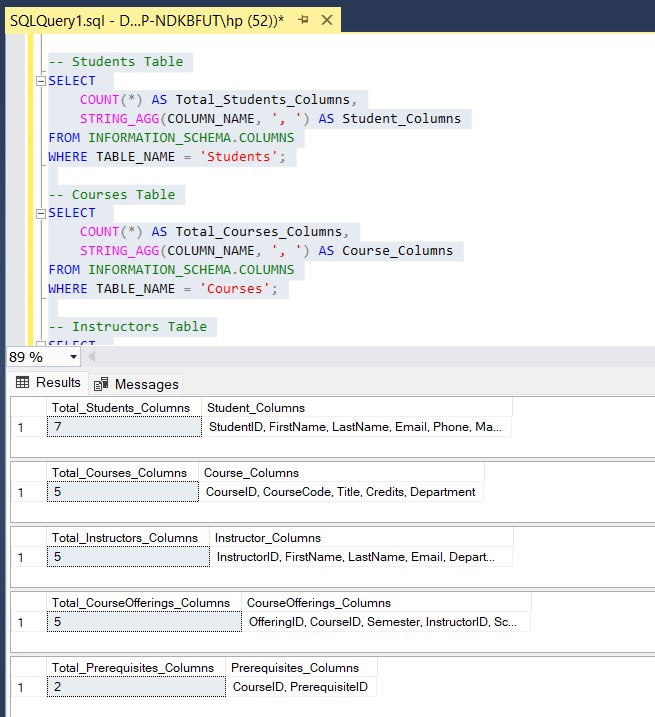 SQLQuery1.sql - D...P-NDKBFUT\hp (52))*
-- Students Table
SELECT
COUNT(*) AS Total_Students_Columns,
STRING_AGG(COLUMN_NAME, ', ') AS Student_Columns
FROM INFORMATION_SCHEMA.COLUMNS
WHERE TABLE_NAME = 'Students';
-- Courses Table
SELECT
COUNT(*) AS Total_Courses_Columns,
STRING_AGG(COLUMN_NAME, ', ') AS Course_Columns
FROM INFORMATION_SCHEMA.COLUMNS
WHERE TABLE_NAME = 'Courses';
-- Instructors Table
SELECT
89 %
Results Messages
Total_Students_Columns Student_Columns
1 7 StudentID, FirstName, LastName, Email, Phone, Ma...
Total_Courses_Columns Course_Columns
1 5 CourseID, CourseCode, Title, Credits, Department
Total_Instructors_Columns Instructor_Columns
1 5 InstructorID, FirstName, LastName, Email, Depart...
Total_CourseOfferings_Columns CourseOfferings_Columns
1 5 OfferingID, CourseID, Semester, InstructorID, Sc...
Total_Prerequisites_Columns Prerequisites_Columns
1 2 CourseID, PrerequisiteID